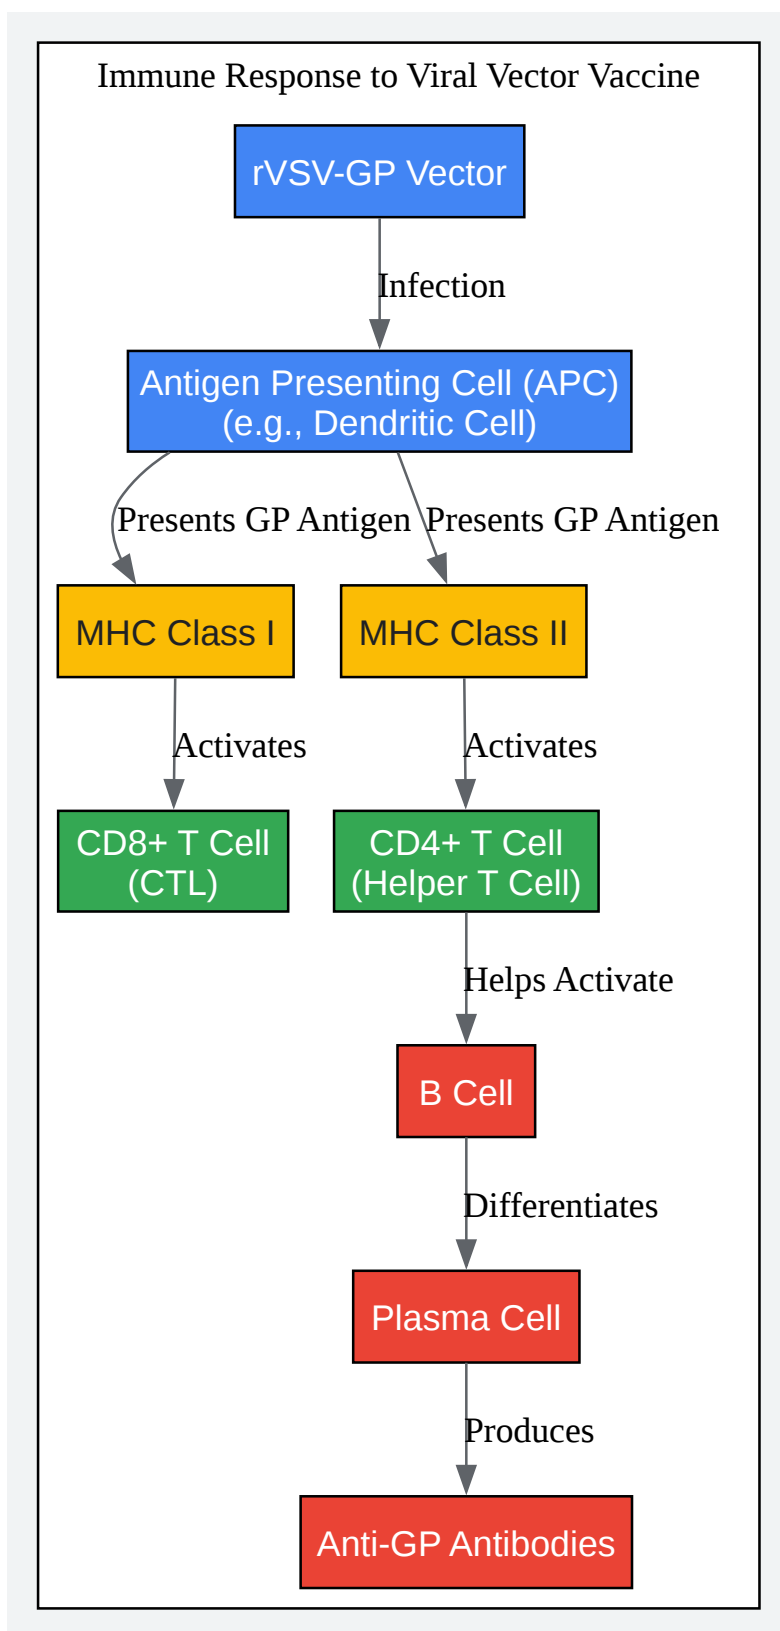 Immune Response to Viral Vector Vaccine
rVSV-GP Vector
Infection
Antigen Presenting Cell (APC)
(e.g., Dendritic Cell)
Presents GP Antigen
Presents GP Antigen
MHC Class I
MHC Class II
Activates
Activates
CD8+ T Cell
(CTL)
CD4+ T Cell
(Helper T Cell)
Helps Activate
B Cell
Differentiates
Plasma Cell
Produces
Anti-GP Antibodies